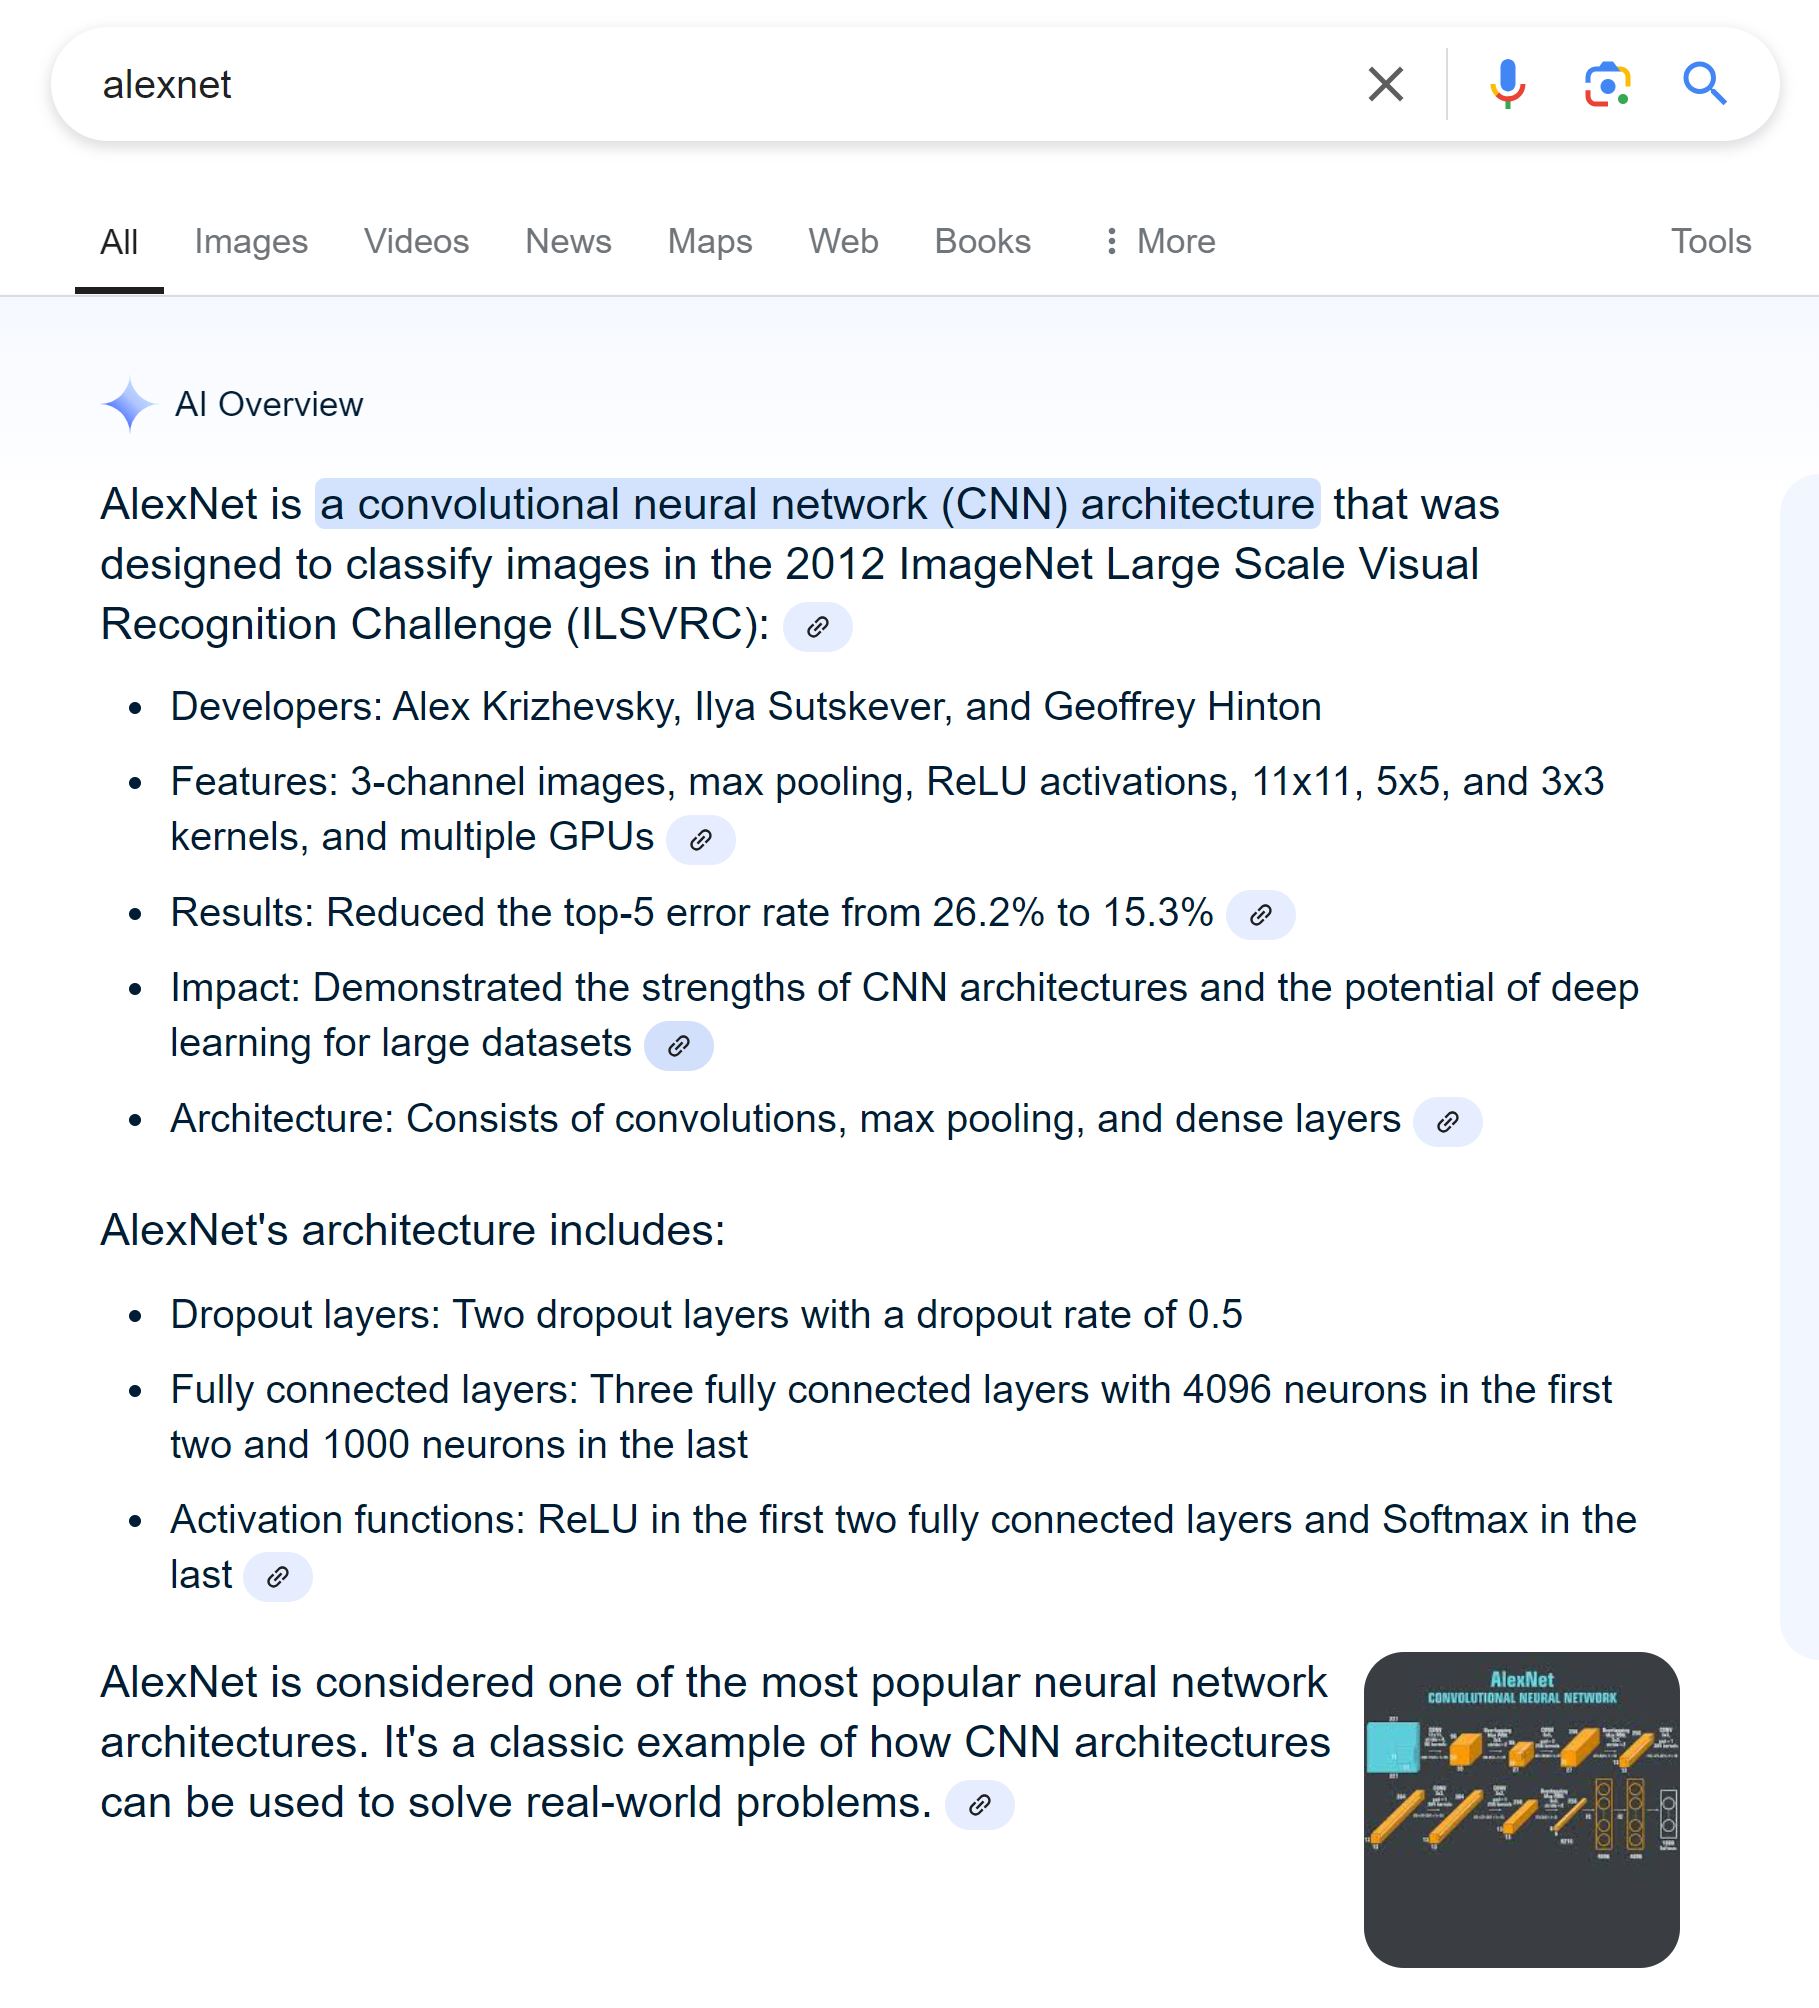 alexnet
All Images Videos News Maps Web Books More Tools
AI Overview
AlexNet is a convolutional neural network (CNN) architecture that was
designed to classify images in the 2012 ImageNet Large Scale Visual
Recognition Challenge (ILSVRC):
• Developers: Alex Krizhevsky, Ilya Sutskever, and Geoffrey Hinton
• Features: 3-channel images, max pooling, ReLU activations, 11x11, 5x5, and 3x3
kernels, and multiple GPUs
• Results: Reduced the top-5 error rate from 26.2% to 15.3%
• Impact: Demonstrated the strengths of CNN architectures and the potential of deep
learning for large datasets
• Architecture: Consists of convolutions, max pooling, and dense layers
AlexNet's architecture includes:
• Dropout layers: Two dropout layers with a dropout rate of 0.5
• Fully connected layers: Three fully connected layers with 4096 neurons in the first
two and 1000 neurons in the last
• Activation functions: ReLU in the first two fully connected layers and Softmax in the
last
AlexNet is considered one of the most popular neural network
architectures. It's a classic example of how CNN architectures
can be used to solve real-world problems.
AlexNet
CONVOLUTIONAL NEURAL NETWORK